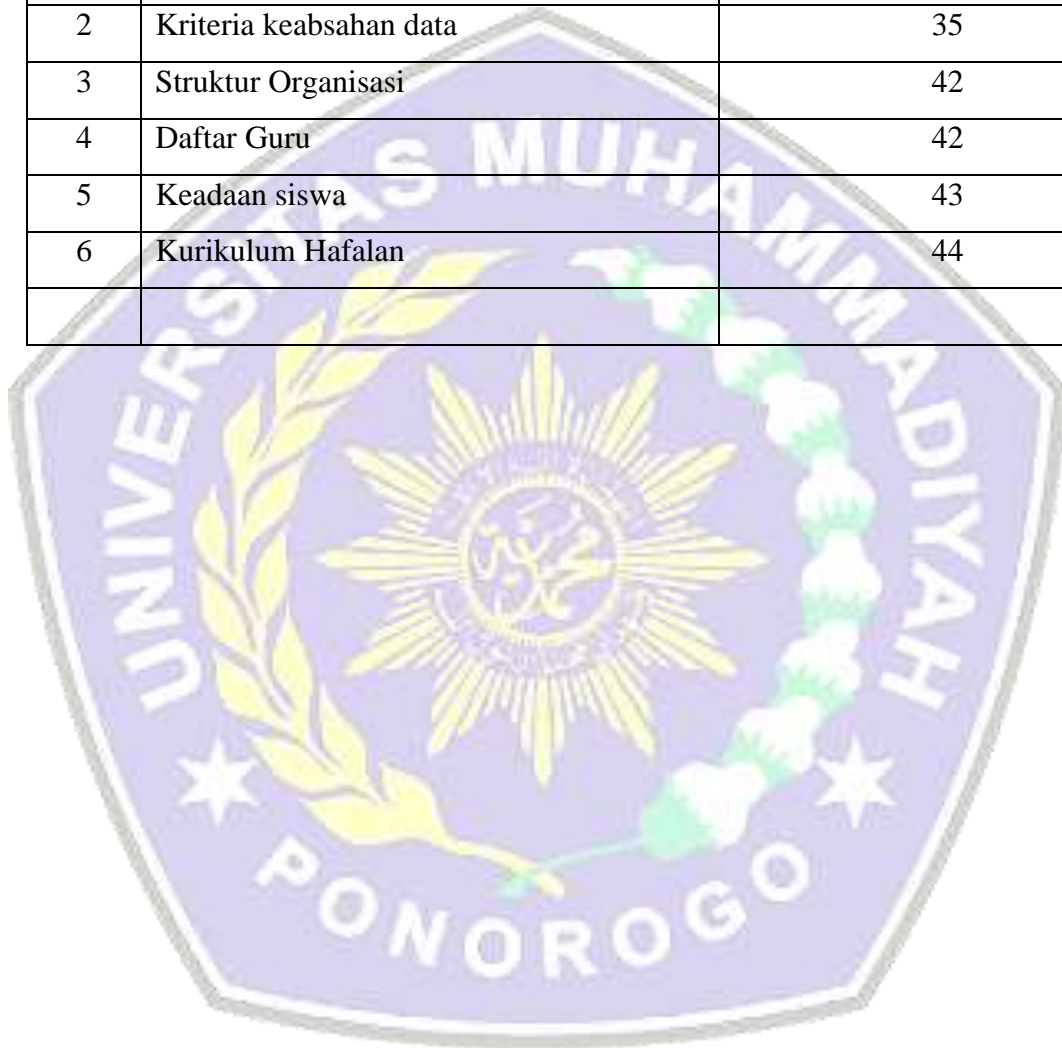 2 Kriteria keabsahan data 35
3 Struktur Organisasi 42
4 Daftar Guru 42
5 Keadaan siswa 43
6 Kurikulum Hafalan 44
UNIVERSITAS MUHAMMADIYAH
PONOROGO